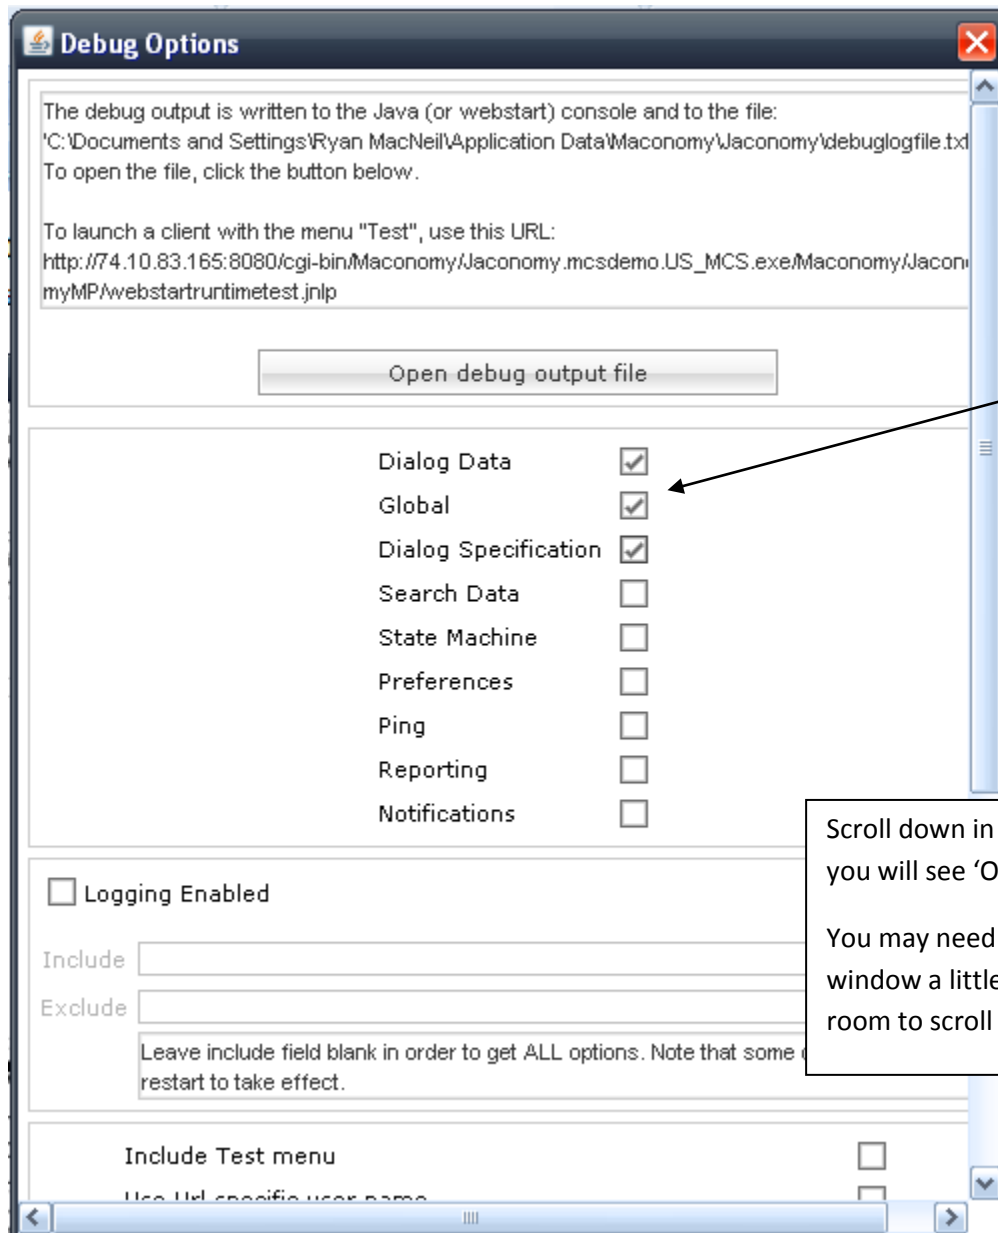 Debug Options
The debug output is written to the Java (or webstart) console and to the file:
'C:\Documents and Settings\Ryan MacNeil\Application Data\Maconomy\Jaconomy\debuglogfile.txt
To open the file, click the button below.
To launch a client with the menu "Test", use this URL:
http://74.10.83.165:8080/cgi-bin/Maconomy/Jaconomy.mcsdemo.US_MCS.exe/Maconomy/Jacono
myMP/webstartruntimetest.jnlp
Open debug output file
Dialog Data
Global
Dialog Specification
Search Data
State Machine
Preferences
Ping
Reporting
Notifications
Scroll down in
you will see ‘O
You may need
window a little
room to scroll
Logging Enabled
Include
Exclude
Leave include field blank in order to get ALL options. Note that some
restart to take effect.
Include Test menu
Use Url specific user name